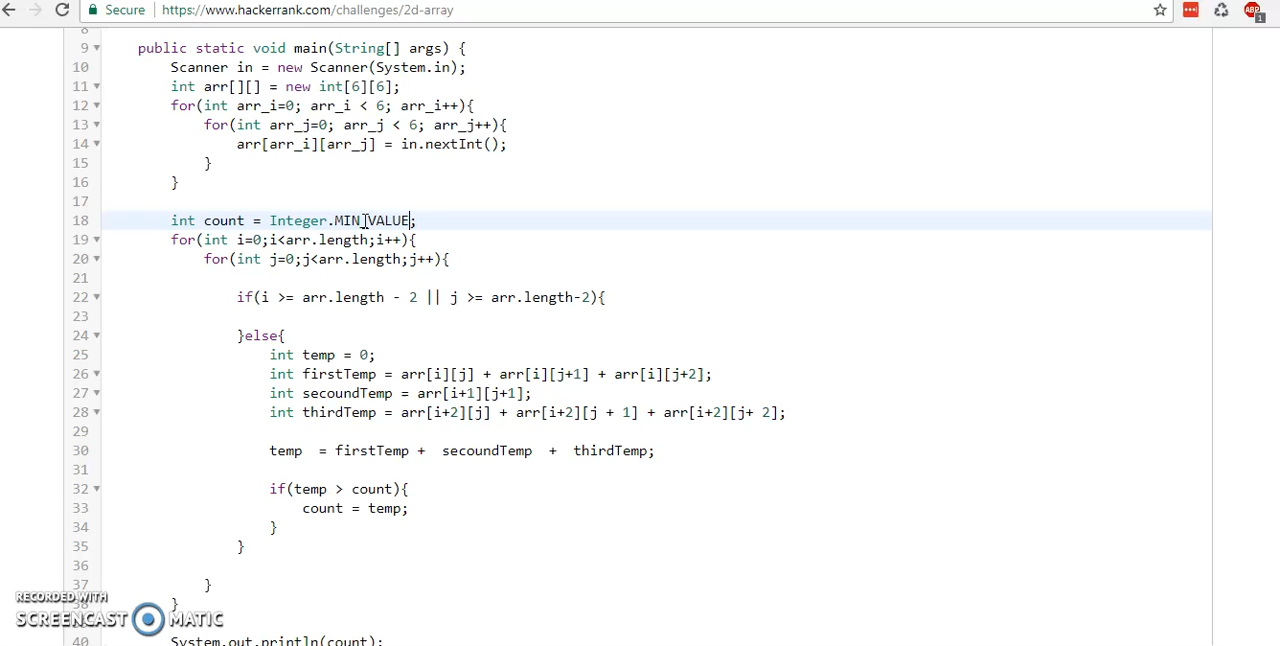 Secure https://www.hackerrank.com/challenges/2d-array
ABP
1
8
9 public static void main(String[] args) {
10 Scanner in = new Scanner(System.in);
11 int arr[][] = new int[6][6];
12 for(int arr_i=0; arr_i < 6; arr_i++){
13 for(int arr_j=0; arr_j < 6; arr_j++){
14 arr[arr_i][arr_j] = in.nextInt();
15 }
16 }
17
18 int count = Integer.MIN_VALUE;
19 for(int i=0;i<arr.length;i++){
20 for(int j=0;j<arr.length;j++){
21
22 if(i >= arr.length - 2 || j >= arr.length-2){
23
24 }else{
25 int temp = 0;
26 int firstTemp = arr[i][j] + arr[i][j+1] + arr[i][j+2];
27 int secoundTemp = arr[i+1][j+1];
28 int thirdTemp = arr[i+2][j] + arr[i+2][j + 1] + arr[i+2][j+ 2];
29
30 temp  = firstTemp +  secoundTemp  +  thirdTemp;
31
32 if(temp > count){
33 count = temp;
34 }
35 }
36
37 }
38 }
40 System.out.println(count);
RECORDED WITH
SCREENCAST MATIC